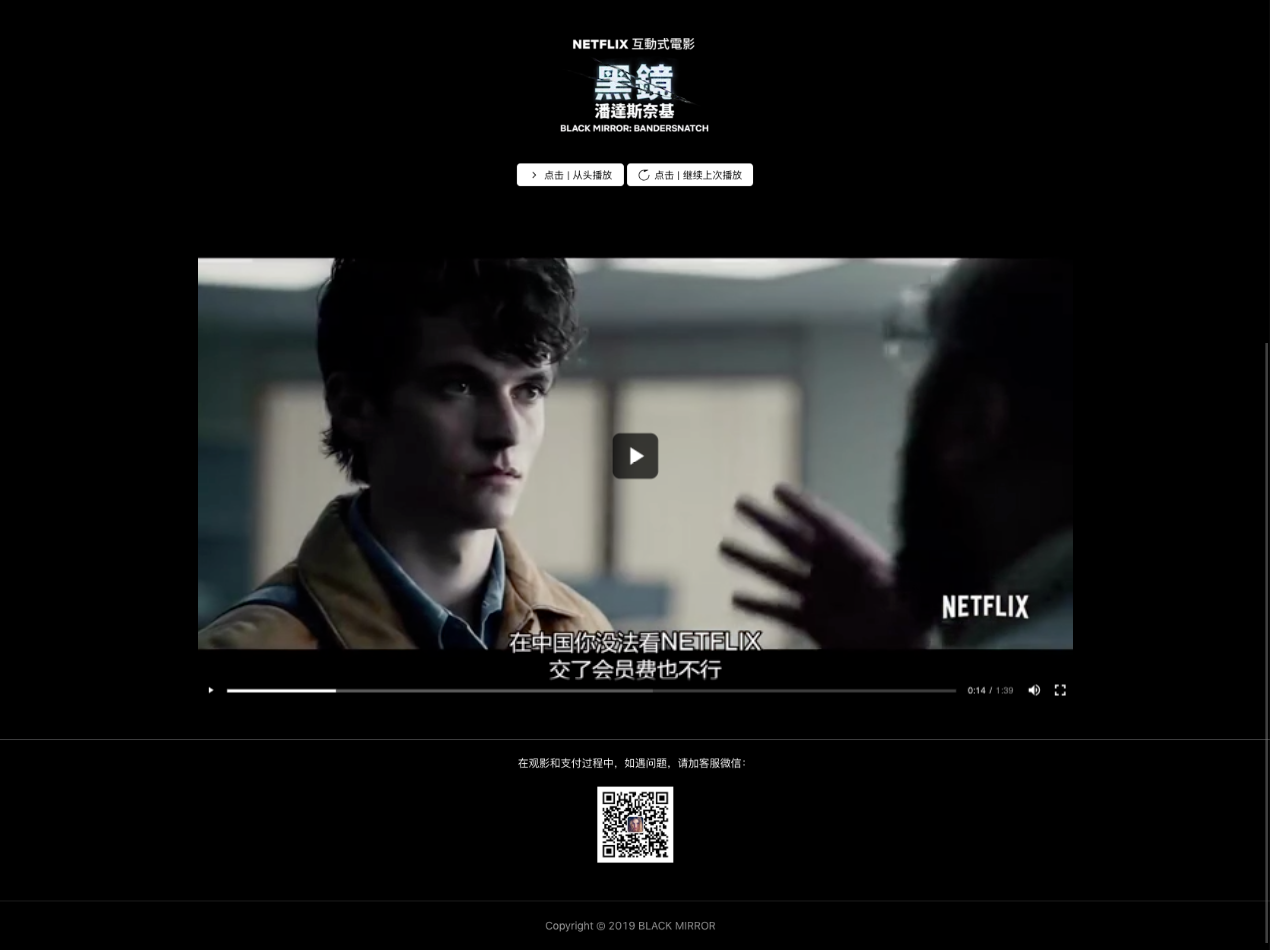 NETFLIX 互動式電影
黑鏡
潘達斯奈基
BLACK MIRROR: BANDERSNATCH
点击 | 从头播放
点击 | 继续上次播放
NETFLIX
在中国你没法看NETFLIX
交了会员费也不行
0:14 / 1:39
在观影和支付过程中，如遇问题，请加客服微信：
Copyright © 2019 BLACK MIRROR